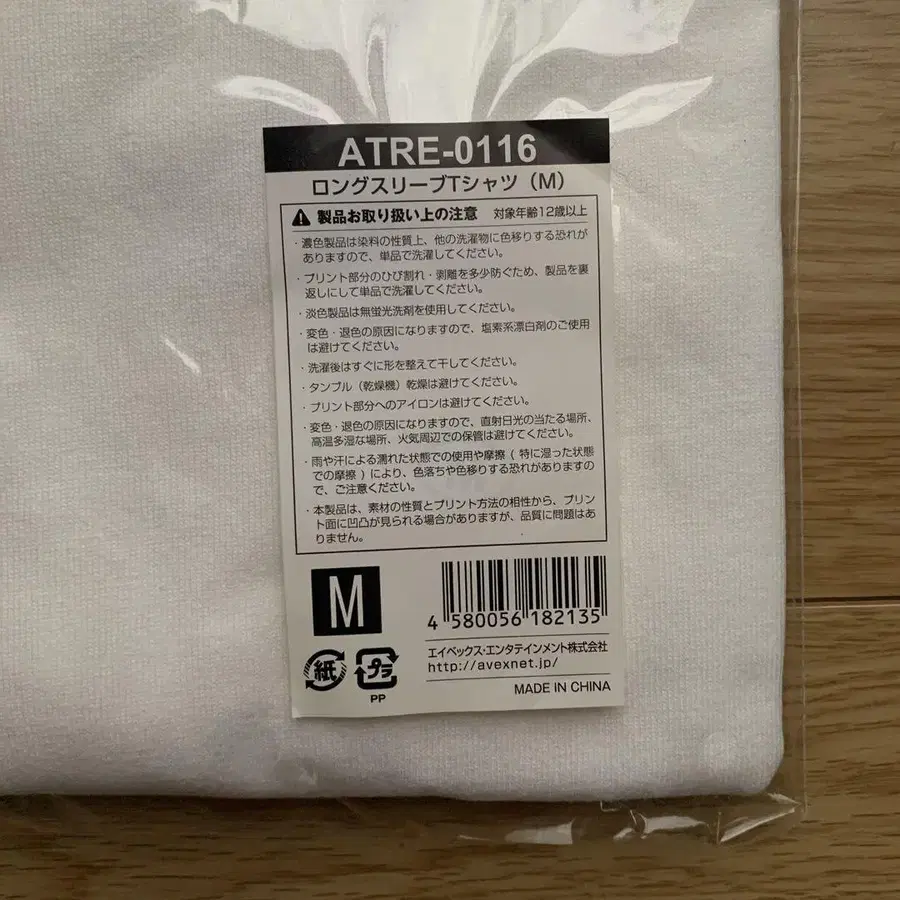 ATRE-0116
ロングスリーブTシャツ（M）
製品お取り扱い上の注意 対象年齢12歳以上
・濃色製品は染料の性質上、他の洗濯物に色移りする恐れが
ありますので、単品で洗濯してください。
・プリント部分のひび割れ・剥離を多少防ぐため、製品を裏
返しにして単品で洗濯してください。
・淡色製品は無蛍光洗剤を使用してください。
・変色・退色の原因になりますので、塩素系漂白剤のご使用
は避けてください。
・洗濯後はすぐに形を整えて干してください。
・タンブル（乾燥機）乾燥は避けてください。
・プリント部分へのアイロンは避けてください。
・変色・退色の原因になりますので、直射日光の当たる場所、
高温多湿な場所、火気周辺での保管は避けてください。
・雨や汗による濡れた状態での使用や摩擦 ( 特に湿った状態
での摩擦 ) により、色落ちや色移りする恐れがありますの
で、ご注意ください。
・本製品は、素材の性質とプリント方法の相性から、プリン
ト面に凹凸が見られる場合がありますが、品質に問題はあ
りません。
M
4 580056 182135
エイベックス・エンタテインメント株式会社
http://avexnet.jp/
紙 プラ
PP
MADE IN CHINA